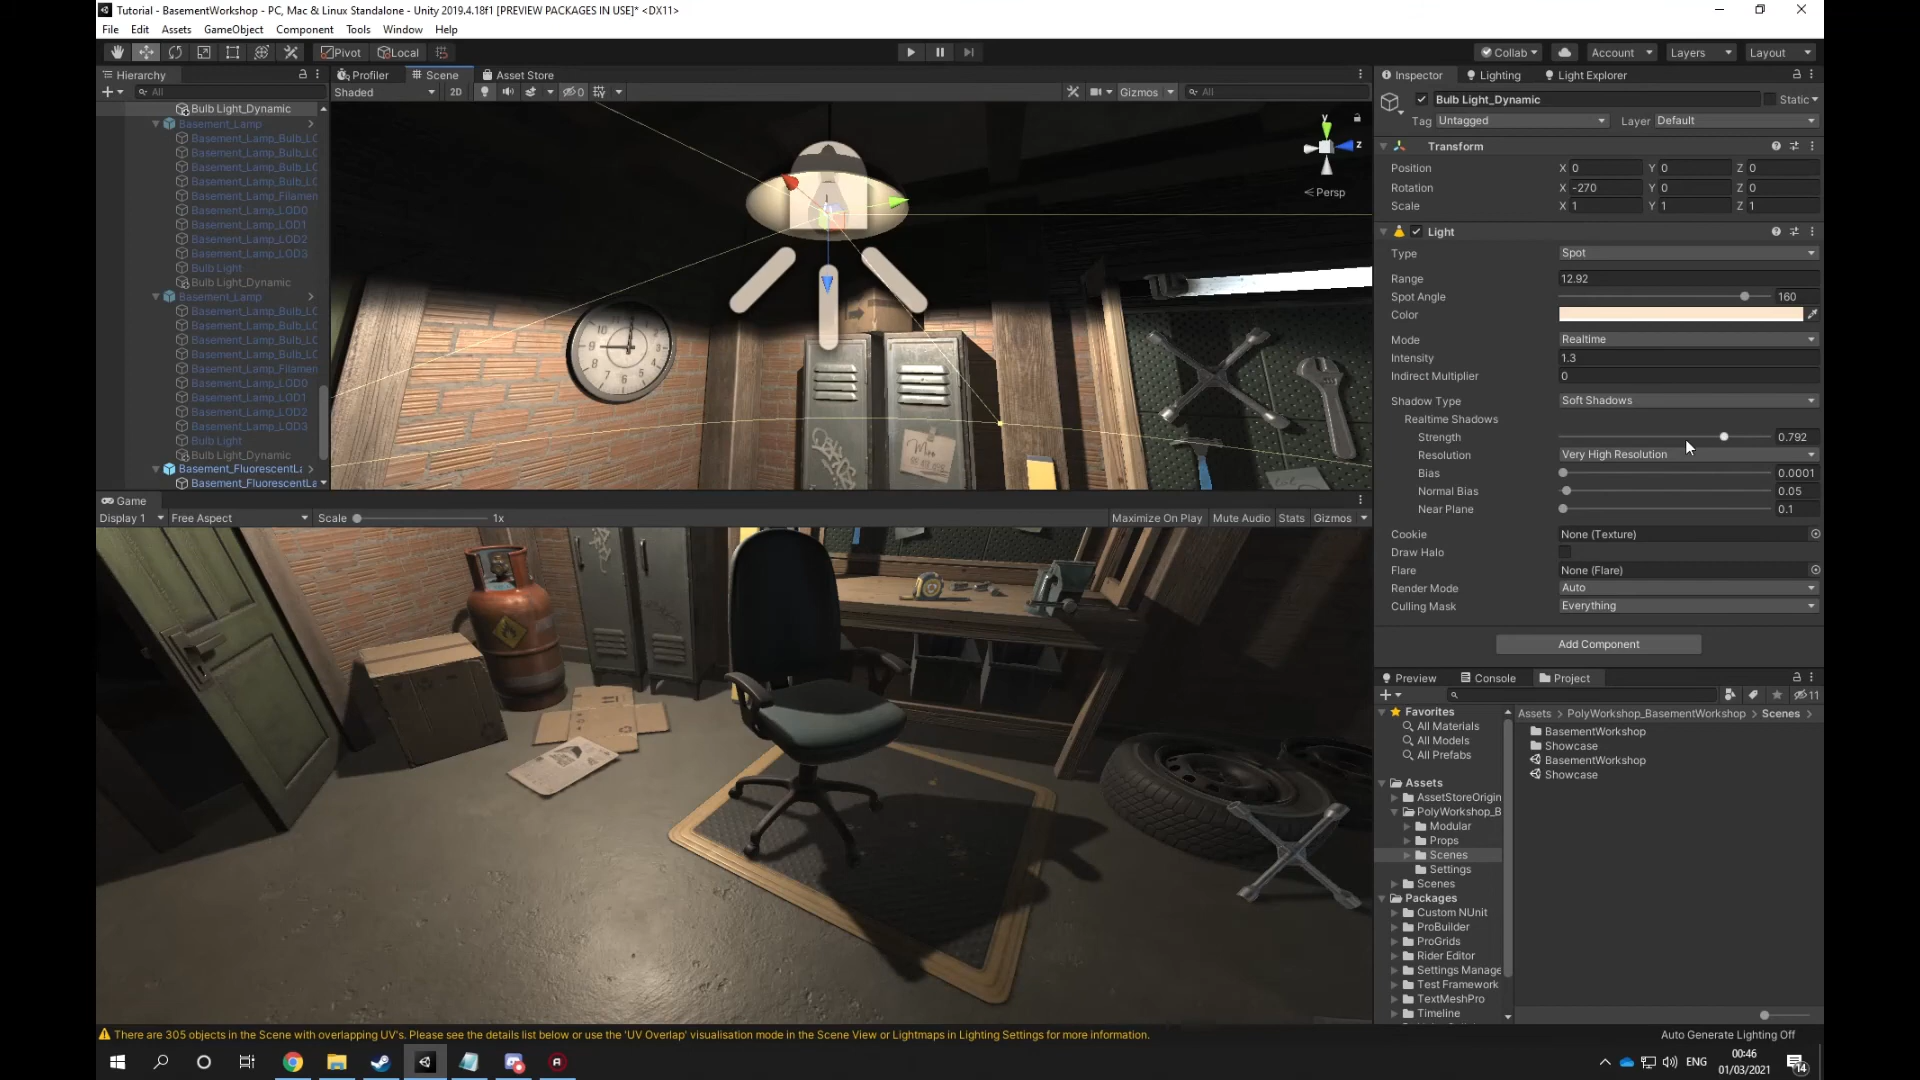 Tutorial - BasementWorkshop - PC, Mac & Linux Standalone - Unity 2019.4.18f1 [PREVIEW PACKAGES IN USE]* <DX11>
File Edit Assets GameObject Component Tools Window Help
Pivot Local Collab Account Layers Layout
Hierarchy
All
Bulb Light_Dynamic
Basement_Lamp
Basement_Lamp_Bulb_LO
Basement_Lamp_Bulb_LO
Basement_Lamp_Bulb_LO
Basement_Lamp_Bulb_LO
Basement_Lamp_Filamen
Basement_Lamp_LOD0
Basement_Lamp_LOD1
Basement_Lamp_LOD2
Basement_Lamp_LOD3
Bulb Light
Bulb Light_Dynamic
Basement_Lamp
Basement_Lamp_Bulb_LO
Basement_Lamp_Bulb_LO
Basement_Lamp_Bulb_LO
Basement_Lamp_Bulb_LO
Basement_Lamp_Filamen
Basement_Lamp_LOD0
Basement_Lamp_LOD1
Basement_Lamp_LOD2
Basement_Lamp_LOD3
Bulb Light
Bulb Light_Dynamic
Basement_FluorescentLa
Basement_FluorescentLa
Profiler Scene Asset Store
Shaded 2D 0 Gizmos All
y
z
< Persp
Game
Display 1 Free Aspect Scale 1x Maximize On Play Mute Audio Stats Gizmos
Inspector Lighting Light Explorer
Bulb Light_Dynamic Static
Tag Untagged Layer Default
Transform
Position X 0 Y 0 Z 0
Rotation X -270 Y 0 Z 0
Scale X 1 Y 1 Z 1
Light
Type Spot
Range 12.92
Spot Angle 160
Color
Mode Realtime
Intensity 1.3
Indirect Multiplier 0
Shadow Type Soft Shadows
Realtime Shadows
Strength 0.792
Resolution Very High Resolution
Bias 0.0001
Normal Bias 0.05
Near Plane 0.1
Cookie None (Texture)
Draw Halo
Flare None (Flare)
Render Mode Auto
Culling Mask Everything
Add Component
Preview Console Project
11
Favorites
All Materials
All Models
All Prefabs
Assets
AssetStoreOrigin
PolyWorkshop_B
Modular
Props
Scenes
Settings
Scenes
Packages
Custom NUnit
ProBuilder
ProGrids
Rider Editor
Settings Manage
Test Framework
TextMeshPro
Timeline
Assets > PolyWorkshop_BasementWorkshop > Scenes >
BasementWorkshop
Showcase
BasementWorkshop
Showcase
There are 305 objects in the Scene with overlapping UV's. Please see the details list below or use the 'UV Overlap' visualisation mode in the Scene View or Lightmaps in Lighting Settings for more information.
Auto Generate Lighting Off
ENG
00:46
01/03/2021
14